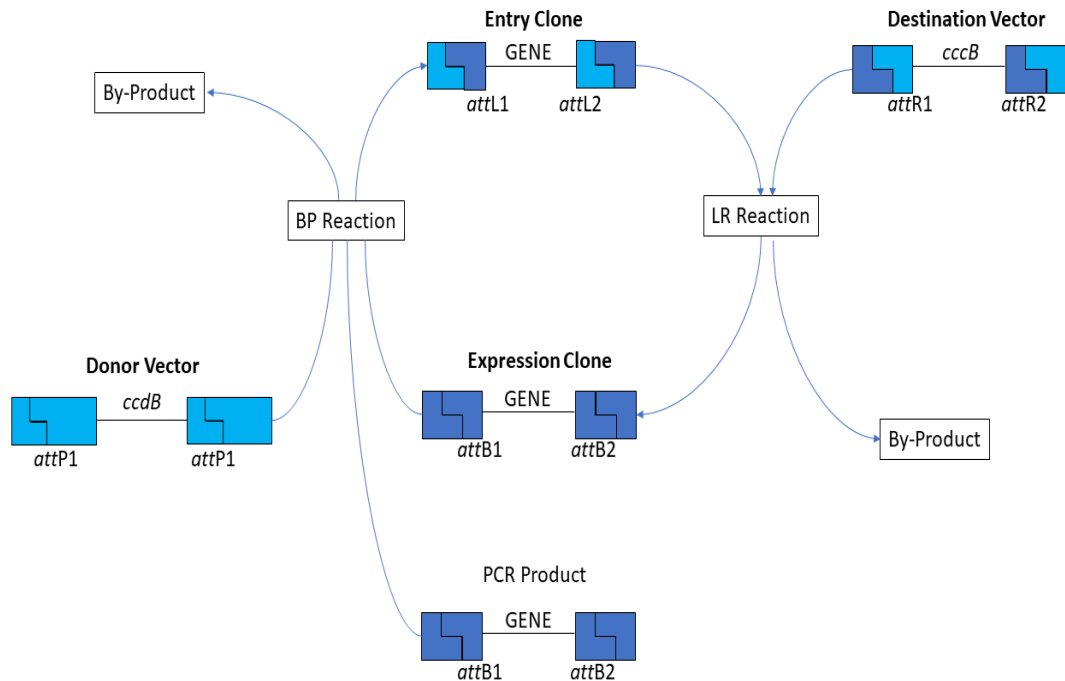 Entry Clone
GENE
attL1
attL2
Destination Vector
cccB
attR1
attR2
By-Product
BP Reaction
LR Reaction
Donor Vector
ccdB
attP1
attP1
Expression Clone
GENE
attB1
attB2
By-Product
PCR Product
GENE
attB1
attB2